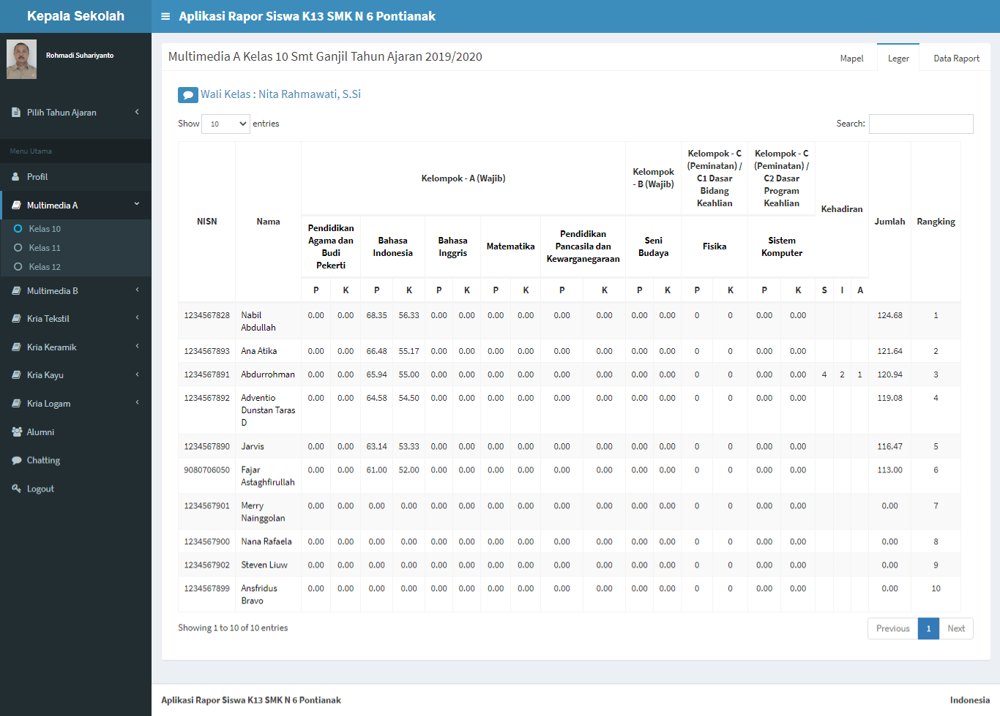 Kepala Sekolah
Aplikasi Rapor Siswa K13 SMK N 6 Pontianak
Rohmadi Suhariyanto
Pilih Tahun Ajaran
Menu Utama
Profil
Multimedia A
Kelas 10
Kelas 11
Kelas 12
Multimedia B
Kria Tekstil
Kria Keramik
Kria Kayu
Kria Logam
Alumni
Chatting
Logout
Multimedia A Kelas 10 Smt Ganjil Tahun Ajaran 2019/2020
Mapel Leger Data Raport
Wali Kelas : Nita Rahmawati, S.Si
Show 10 entries Search:
NISN Nama Kelompok - A (Wajib) Kelompok - B (Wajib) Kelompok - C (Peminatan) / C1 Dasar Bidang Keahlian Kelompok - C (Peminatan) / C2 Dasar Program Keahlian Kehadiran Jumlah Rangking
Pendidikan Agama dan Budi Pekerti Bahasa Indonesia Bahasa Inggris Matematika Pendidikan Pancasila dan Kewarganegaraan Seni Budaya Fisika Sistem Komputer
P K P K P K P K P K P K P K P K S I A
1234567828 Nabil Abdullah 0.00 0.00 68.35 56.33 0.00 0.00 0.00 0.00 0.00 0.00 0.00 0.00 0 0 0.00 0.00 124.68 1
1234567893 Ana Atika 0.00 0.00 66.48 55.17 0.00 0.00 0.00 0.00 0.00 0.00 0.00 0.00 0 0 0.00 0.00 121.64 2
1234567891 Abdurrohman 0.00 0.00 65.94 55.00 0.00 0.00 0.00 0.00 0.00 0.00 0.00 0.00 0 0 0.00 0.00 4 2 1 120.94 3
1234567892 Adventio Dunstan Taras D 0.00 0.00 64.58 54.50 0.00 0.00 0.00 0.00 0.00 0.00 0.00 0.00 0 0 0.00 0.00 119.08 4
1234567890 Jarvis 0.00 0.00 63.14 53.33 0.00 0.00 0.00 0.00 0.00 0.00 0.00 0.00 0 0 0.00 0.00 116.47 5
9080706050 Fajar Astaghfirullah 0.00 0.00 61.00 52.00 0.00 0.00 0.00 0.00 0.00 0.00 0.00 0.00 0 0 0.00 0.00 113.00 6
1234567901 Merry Nainggolan 0.00 0.00 0.00 0.00 0.00 0.00 0.00 0.00 0.00 0.00 0.00 0.00 0 0 0.00 0.00 0.00 7
1234567900 Nana Rafaela 0.00 0.00 0.00 0.00 0.00 0.00 0.00 0.00 0.00 0.00 0.00 0.00 0 0 0.00 0.00 0.00 8
1234567902 Steven Liuw 0.00 0.00 0.00 0.00 0.00 0.00 0.00 0.00 0.00 0.00 0.00 0.00 0 0 0.00 0.00 0.00 9
1234567899 Ansfridus Bravo 0.00 0.00 0.00 0.00 0.00 0.00 0.00 0.00 0.00 0.00 0.00 0.00 0 0 0.00 0.00 0.00 10
Showing 1 to 10 of 10 entries
Previous 1 Next
Aplikasi Rapor Siswa K13 SMK N 6 Pontianak Indonesia